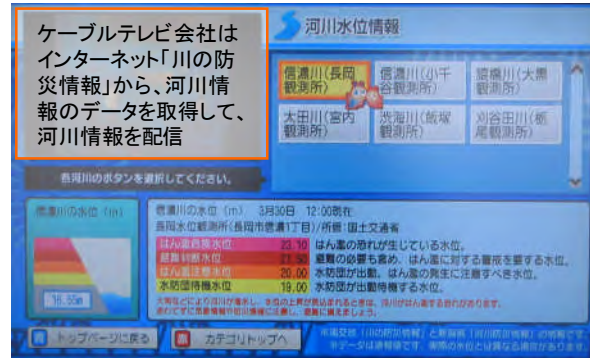 ケーブルテレビ会社は
インターネット「川の防
災情報」から、河川情
報のデータを取得して、
河川情報を配信
河川水位情報
信濃川(長岡
観測所)
信濃川(小千
谷観測所)
猿橋川(大黒
観測所)
太田川(宮内
観測所)
渋海川(飯塚
観測所)
刈谷田川(栃
尾観測所)
各河川のボタンを選択してください。
信濃川の水位 (m)
16.55m
信濃川の水位 (m) 3月30日 12:00現在
長岡水位観測所(長岡市信濃1丁目)/所管:国土交通省
はん濫危険水位 23.10 はん濫の恐れが生じている水位。
避難判断水位 21.50 避難の必要も含め、はん濫に対する警戒を要する水位。
はん濫注意水位 20.00 水防団が出動。はん濫の発生に注意すべき水位。
水防団待機水位 19.00 水防団が出動待機する水位。
トップページに戻る
カテゴリトップへ